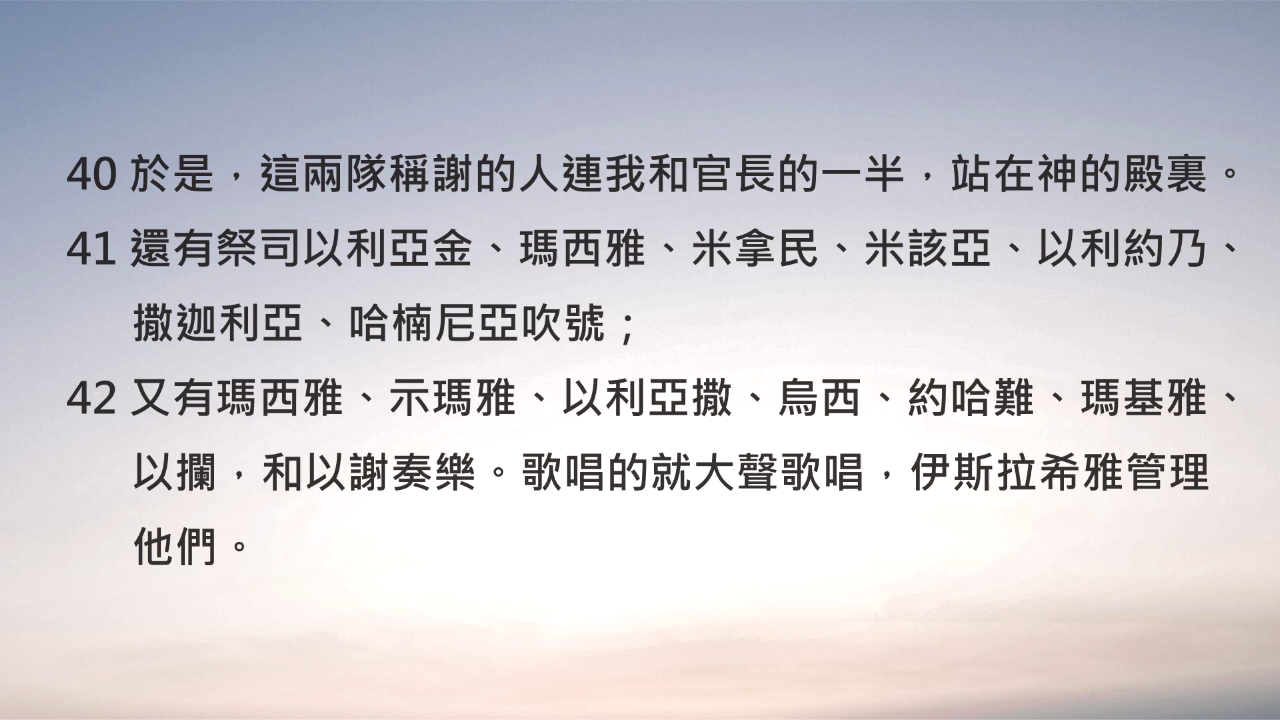 40 於是，這兩隊稱謝的人連我和官長的一半，站在神的殿裏。
41 還有祭司以利亞金、瑪西雅、米拿民、米該亞、以利約乃、
撒迦利亞、哈楠尼亞吹號；
42 又有瑪西雅、示瑪雅、以利亞撒、烏西、約哈難、瑪基雅、
以攔，和以謝奏樂。歌唱的就大聲歌唱，伊斯拉希雅管理
他們。